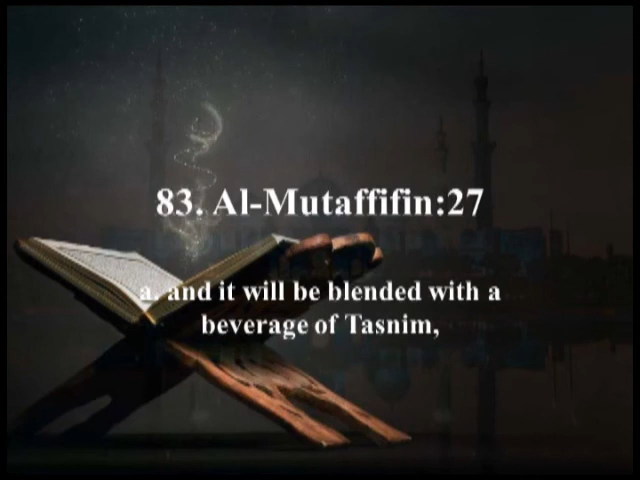 83. Al-Mutaffifin:27
a. and it will be blended with a
beverage of Tasnim,